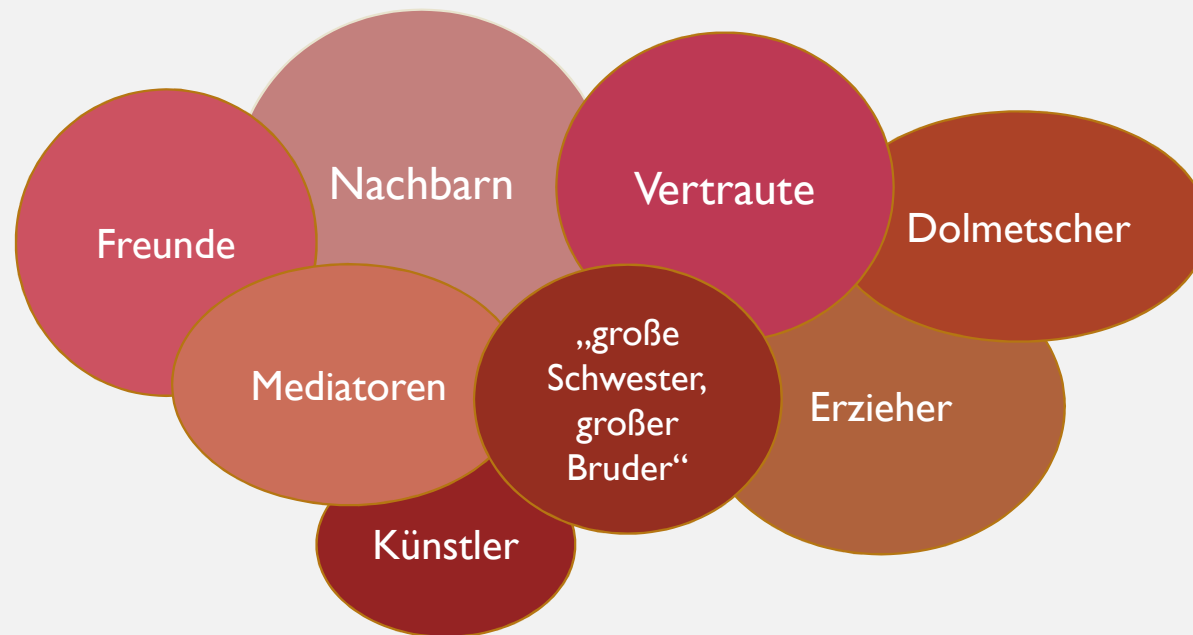 Nachbarn
Vertraute
Dolmetscher
Freunde
Mediatoren
„große
Schwester,
großer
Bruder“
Erzieher
Künstler